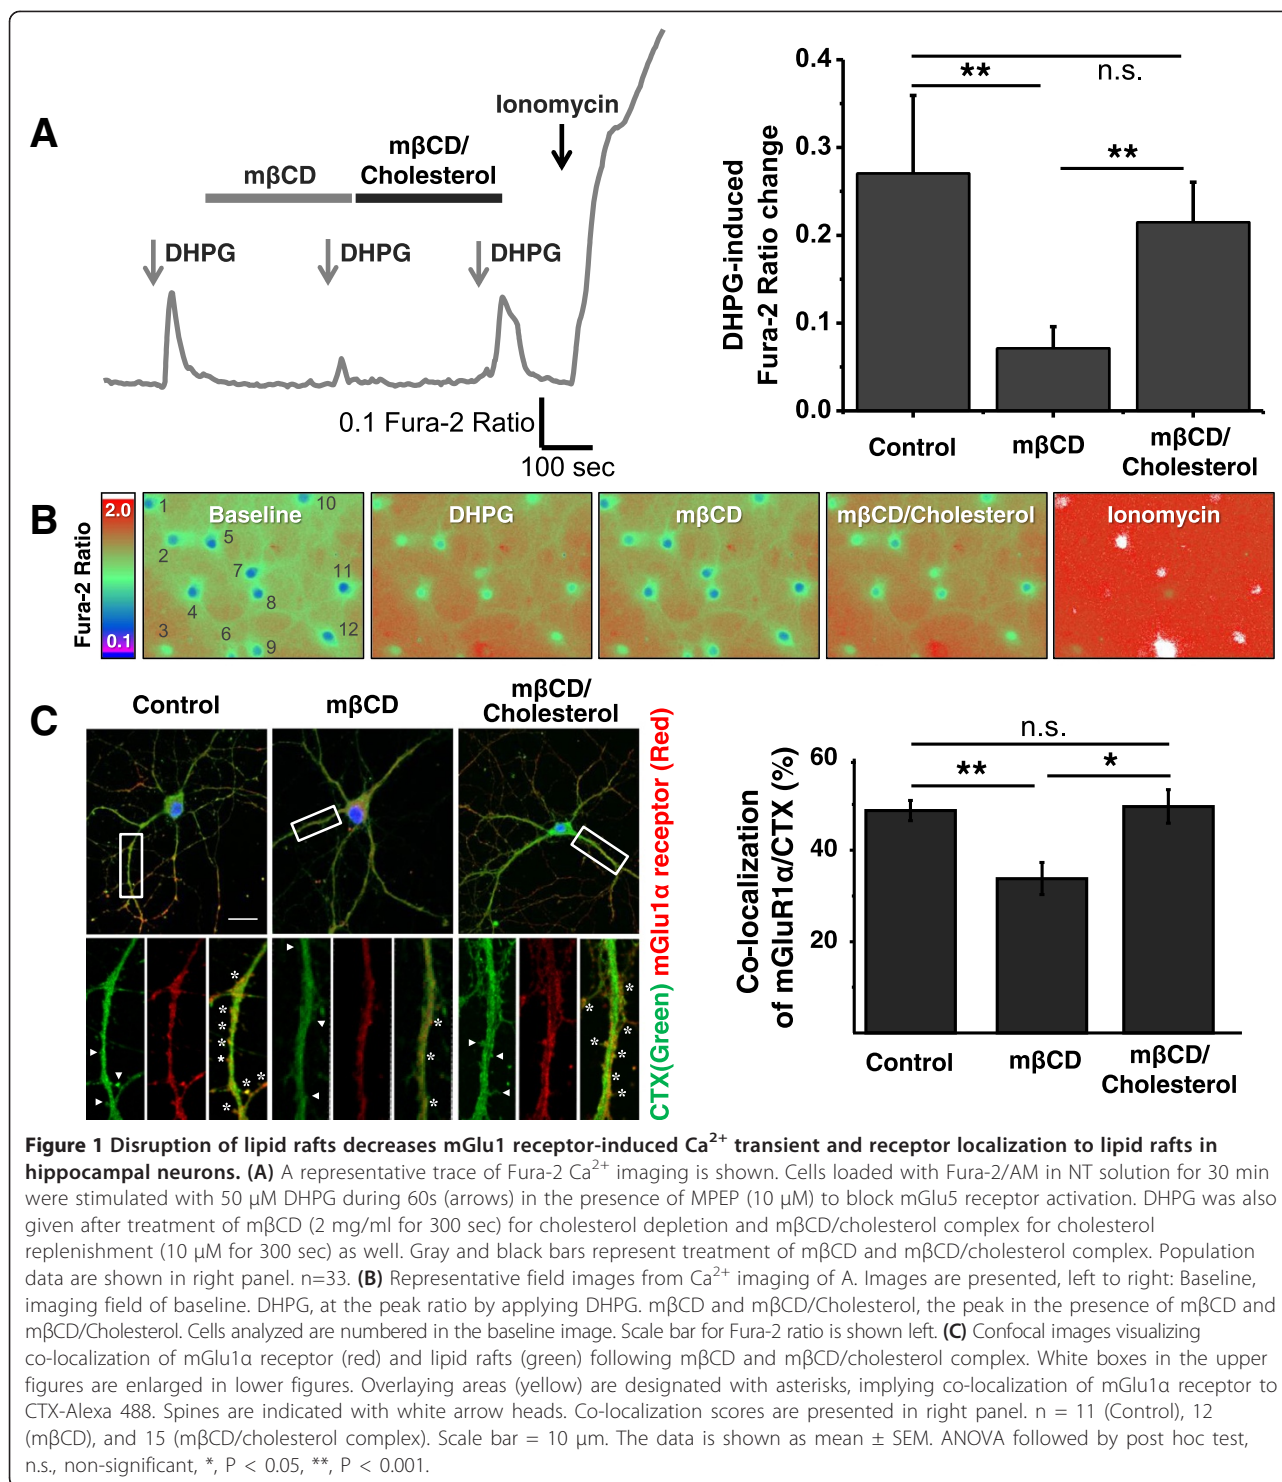 A
Ionomycin
mβCD/
Cholesterol
mβCD
DHPG
DHPG
DHPG
0.1 Fura-2 Ratio
100 sec
DHPG-induced
Fura-2 Ratio change
0.4
0.3
0.2
0.1
0.0
**
n.s.
**
Control
mβCD
mβCD/
Cholesterol
B
Fura-2 Ratio
2.0
0.1
Baseline
1
2
3
4
5
6
7
8
9
10
11
12
DHPG
mβCD
mβCD/Cholesterol
Ionomycin
C
Control
mβCD
mβCD/
Cholesterol
CTX(Green) mGlu1α receptor (Red)
Co-localization
of mGluR1α/CTX (%)
60
40
20
n.s.
**
*
Control
mβCD
mβCD/
Cholesterol
Figure 1 Disruption of lipid rafts decreases mGlu1 receptor-induced Ca2+ transient and receptor localization to lipid rafts in
hippocampal neurons. (A) A representative trace of Fura-2 Ca2+ imaging is shown. Cells loaded with Fura-2/AM in NT solution for 30 min
were stimulated with 50 μM DHPG during 60s (arrows) in the presence of MPEP (10 μM) to block mGlu5 receptor activation. DHPG was also
given after treatment of mβCD (2 mg/ml for 300 sec) for cholesterol depletion and mβCD/cholesterol complex for cholesterol
replenishment (10 μM for 300 sec) as well. Gray and black bars represent treatment of mβCD and mβCD/cholesterol complex. Population
data are shown in right panel. n=33. (B) Representative field images from Ca2+ imaging of A. Images are presented, left to right: Baseline,
imaging field of baseline. DHPG, at the peak ratio by applying DHPG. mβCD and mβCD/Cholesterol, the peak in the presence of mβCD and
mβCD/Cholesterol. Cells analyzed are numbered in the baseline image. Scale bar for Fura-2 ratio is shown left. (C) Confocal images visualizing
co-localization of mGlu1α receptor (red) and lipid rafts (green) following mβCD and mβCD/cholesterol complex. White boxes in the upper
figures are enlarged in lower figures. Overlaying areas (yellow) are designated with asterisks, implying co-localization of mGlu1α receptor to
CTX-Alexa 488. Spines are indicated with white arrow heads. Co-localization scores are presented in right panel. n = 11 (Control), 12
(mβCD), and 15 (mβCD/cholesterol complex). Scale bar = 10 μm. The data is shown as mean ± SEM. ANOVA followed by post hoc test,
n.s., non-significant, *, P < 0.05, **, P < 0.001.